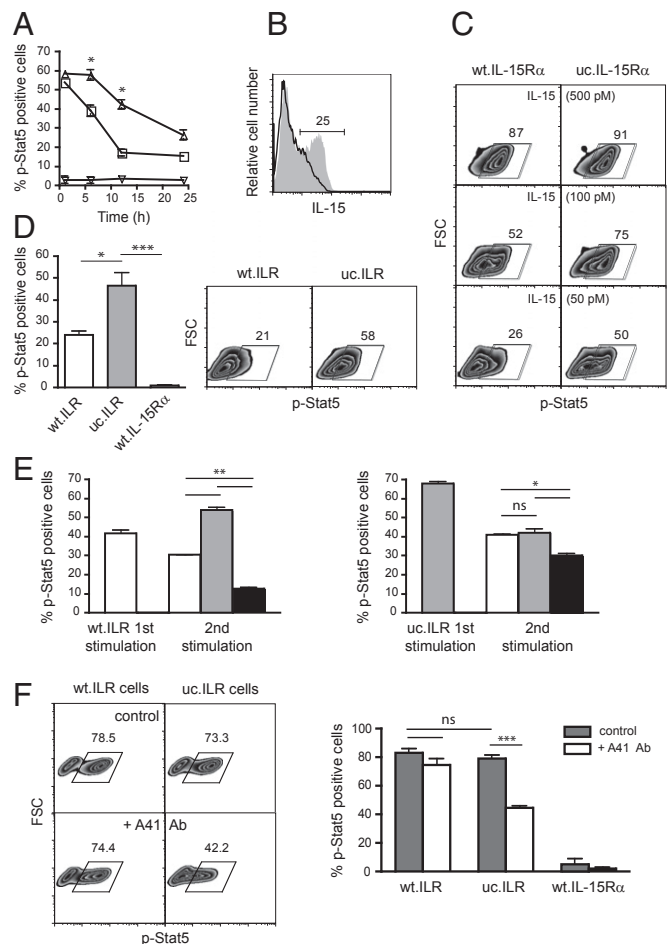 A
% p-Stat5 positive cells
70
60
50
40
30
20
10
0
* *
0 5 10 15 20 25
Time (h)
B
Relative cell number
25
IL-15
C
wt.IL-15Rα uc.IL-15Rα
IL-15 (500 pM)
87 91
IL-15 (100 pM)
52 75
IL-15 (50 pM)
26 50
FSC
p-Stat5
D
% p-Stat5 positive cells
60
50
40
30
20
10
0
* ***
wt.ILR
uc.ILR
wt.IL-15Rα
wt.ILR uc.ILR
FSC
21 58
p-Stat5
E
% p-Stat5 positive cells
70
60
50
40
30
20
10
0
**
wt.ILR 1st stimulation
2nd stimulation
% p-Stat5 positive cells
70
60
50
40
30
20
10
0
*
ns
uc.ILR 1st stimulation
2nd stimulation
F
wt.ILR cells uc.ILR cells
control
78.5 73.3
+ A41 Ab
74.4 42.2
FSC
p-Stat5
% p-Stat5 positive cells
100
80
60
40
20
0
ns
***
control
+ A41 Ab
wt.ILR uc.ILR wt.IL-15Rα